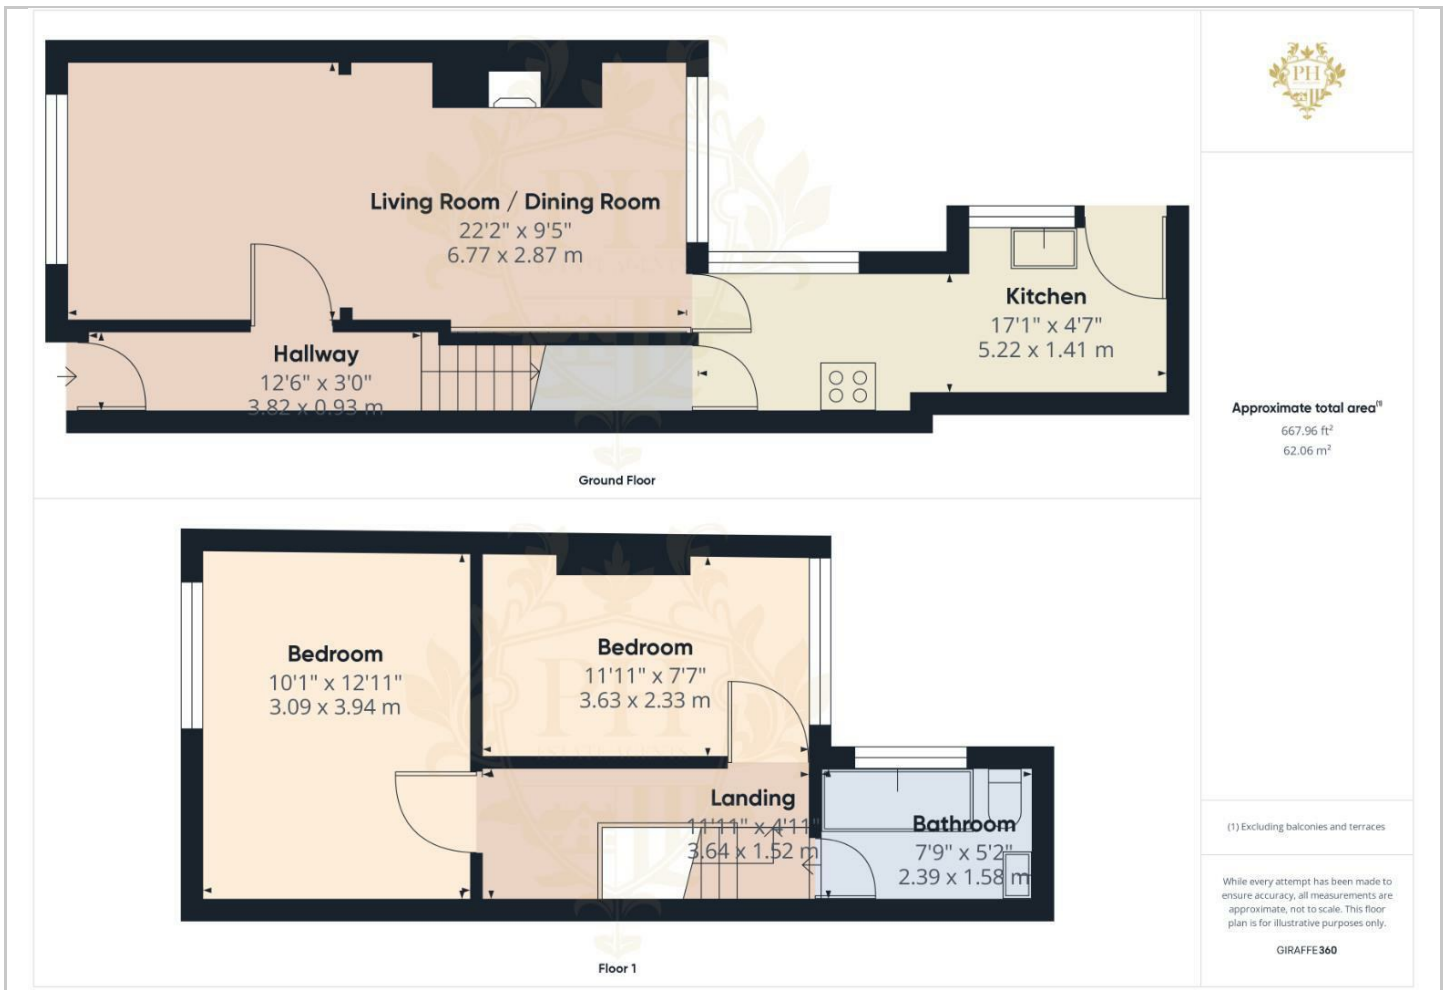 PH
Living Room / Dining Room
22'2" x 9'5"
6.77 x 2.87 m
Kitchen
17'1" x 4'7"
5.22 x 1.41 m
Hallway
12'6" x 3'0"
3.82 x 0.93 m
Ground Floor
Approximate total area⁽¹⁾
667.96 ft²
62.06 m²
Bedroom
10'1" x 12'11"
3.09 x 3.94 m
Bedroom
11'11" x 7'7"
3.63 x 2.33 m
PH
ESTATE AGENTS
Landing
11'11" x 4'11"
3.64 x 1.52 m
Bathroom
7'9" x 5'2"
2.39 x 1.58 m
Floor 1
(1) Excluding balconies and terraces
While every attempt has been made to
ensure accuracy, all measurements are
approximate, not to scale. This floor
plan is for illustrative purposes only.
GIRAFFE360